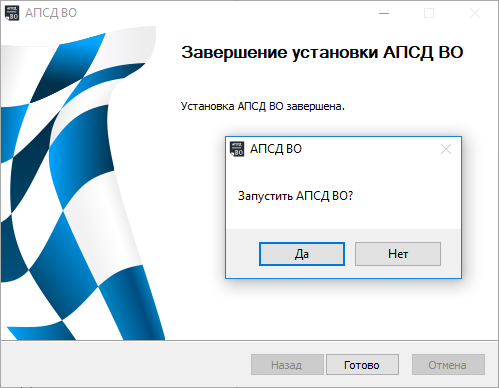 АПСД ВО
Завершение установки АПСД ВО
Установка АПСД ВО завершена.
АПСД ВО
Запустить АПСД ВО?
Да
Нет
Назад
Готово
Отмена